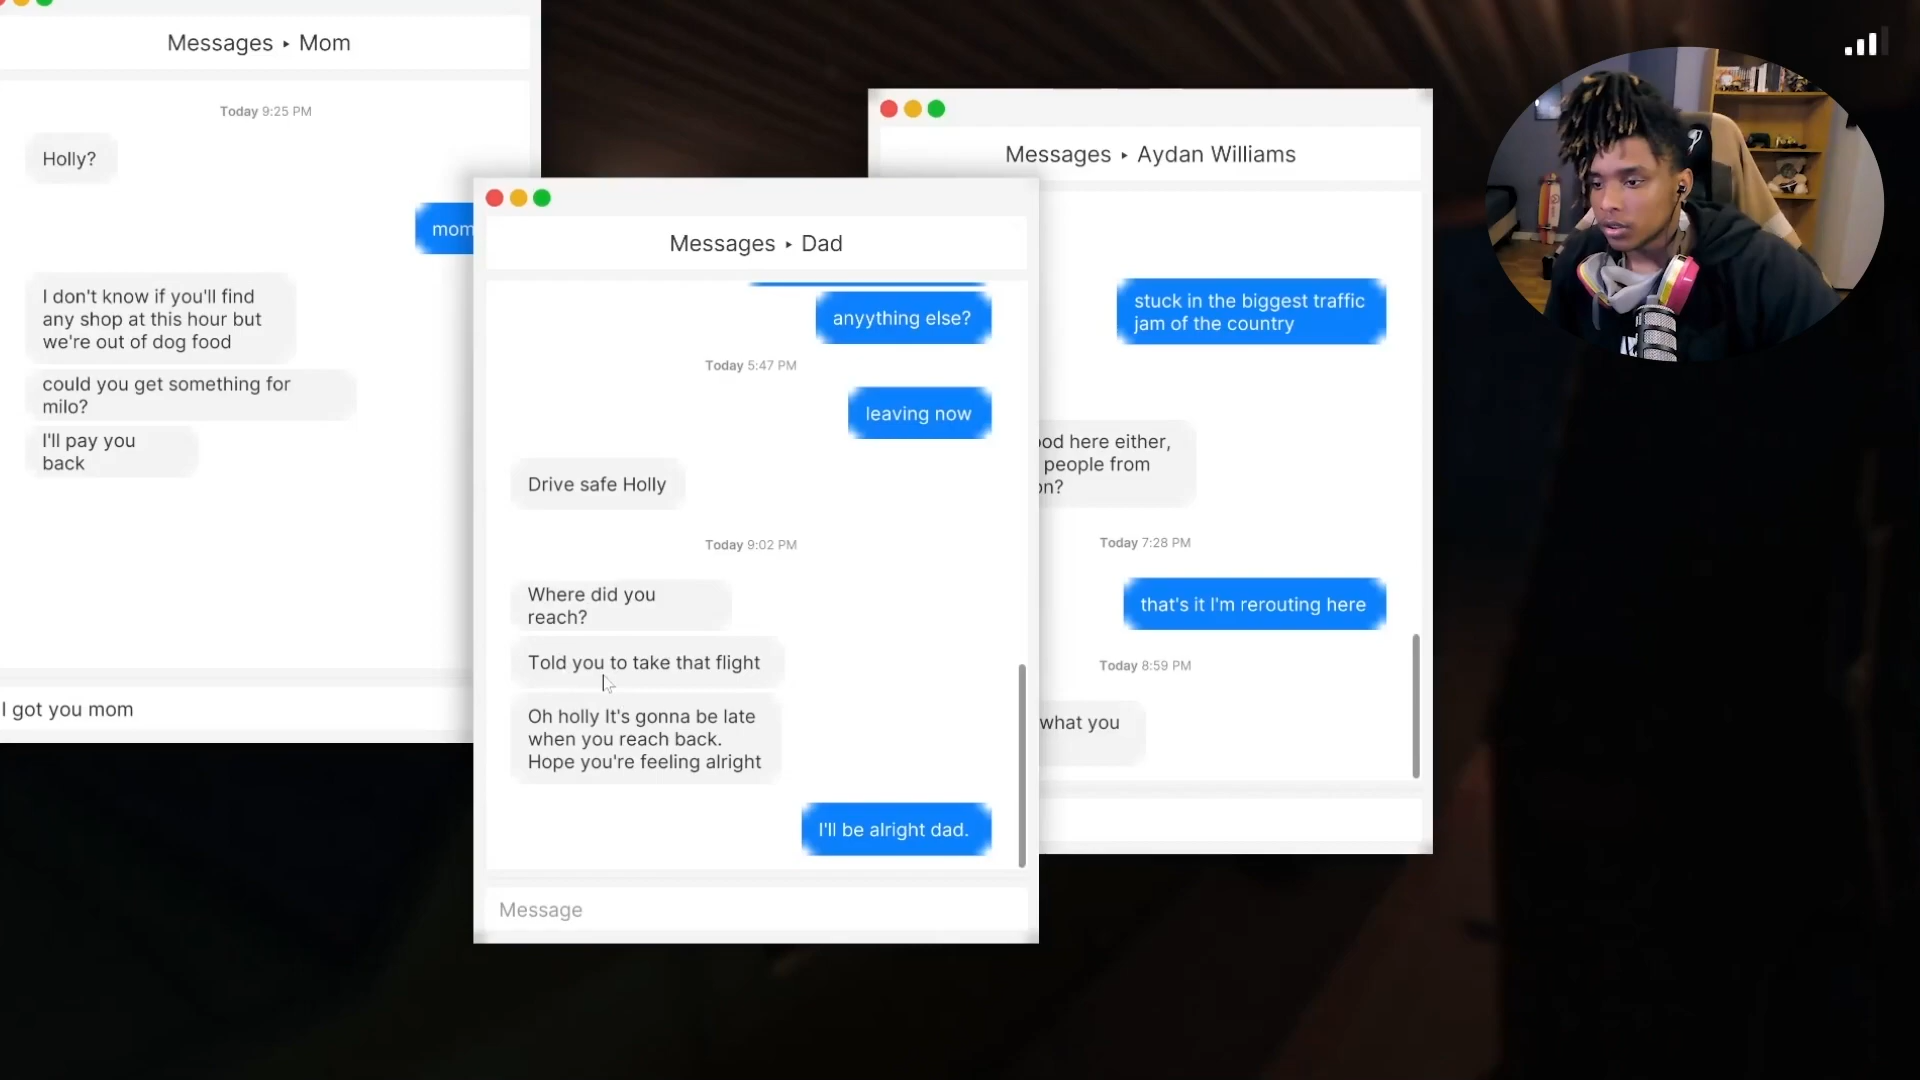 Messages ▸ Mom
Today 9:25 PM
Holly?
mom
I don't know if you'll find
any shop at this hour but
we're out of dog food
could you get something for
milo?
I'll pay you
back
I got you mom
Messages ▸ Dad
anyything else?
Today 5:47 PM
leaving now
Drive safe Holly
Today 9:02 PM
Where did you
reach?
Told you to take that flight
Oh holly It's gonna be late
when you reach back.
Hope you're feeling alright
I'll be alright dad.
Message
Messages ▸ Aydan Williams
stuck in the biggest traffic
jam of the country
here either,
people from
Today 7:28 PM
that's it I'm rerouting here
Today 8:59 PM
what you